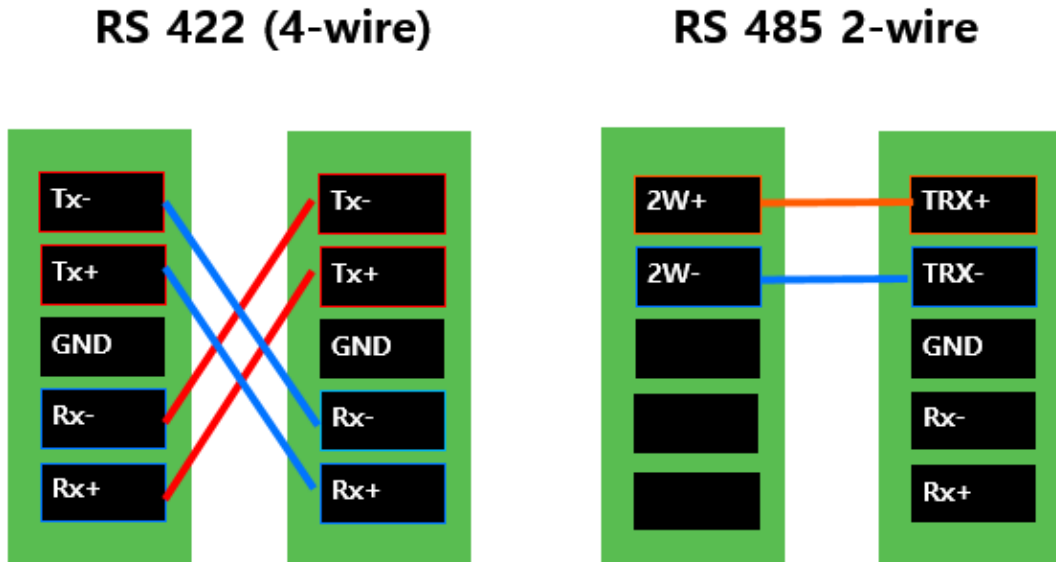 RS 422 (4-wire)
Tx-
Tx+
GND
Rx-
Rx+
Tx-
Tx+
GND
Rx-
Rx+
RS 485 2-wire
2W+
2W-
TRX+
TRX-
GND
Rx-
Rx+